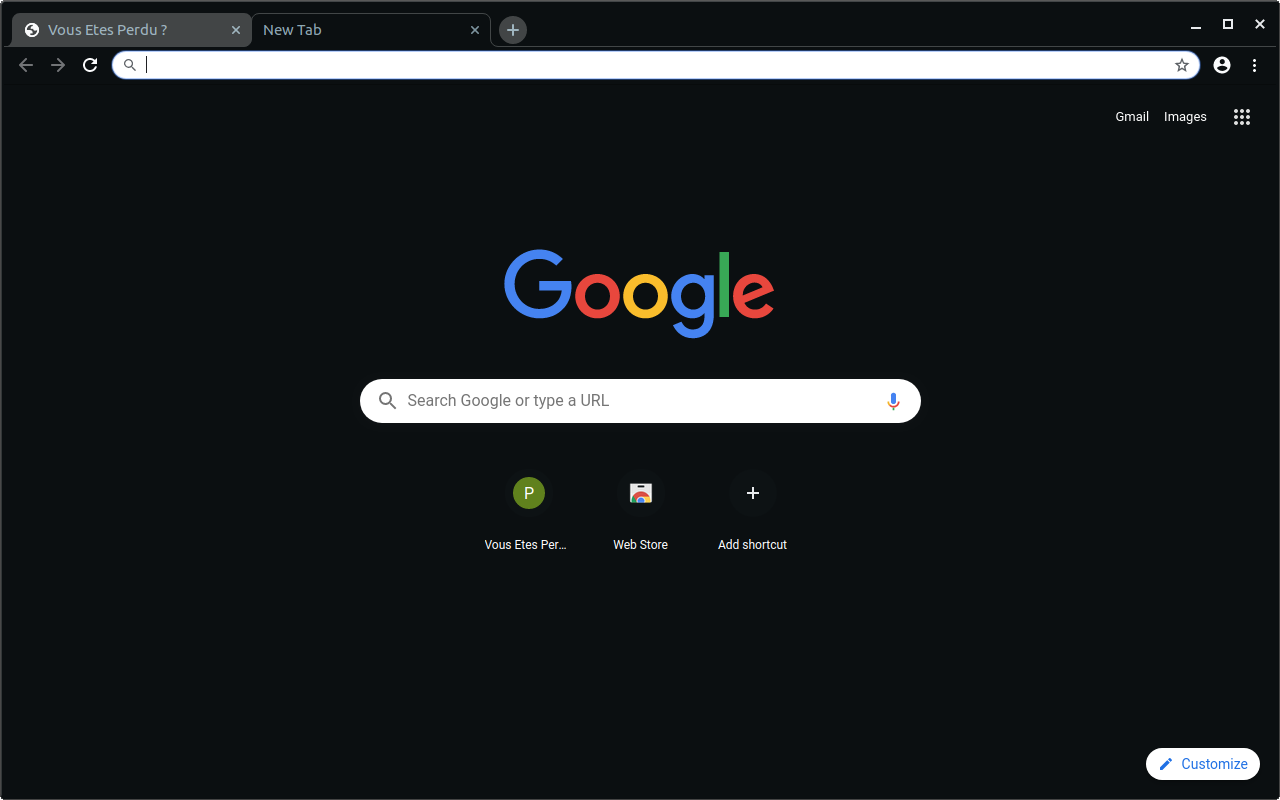 Vous Etes Perdu ?
New Tab
Gmail Images
Google
Search Google or type a URL
P
Vous Etes Per... Web Store Add shortcut
Customize